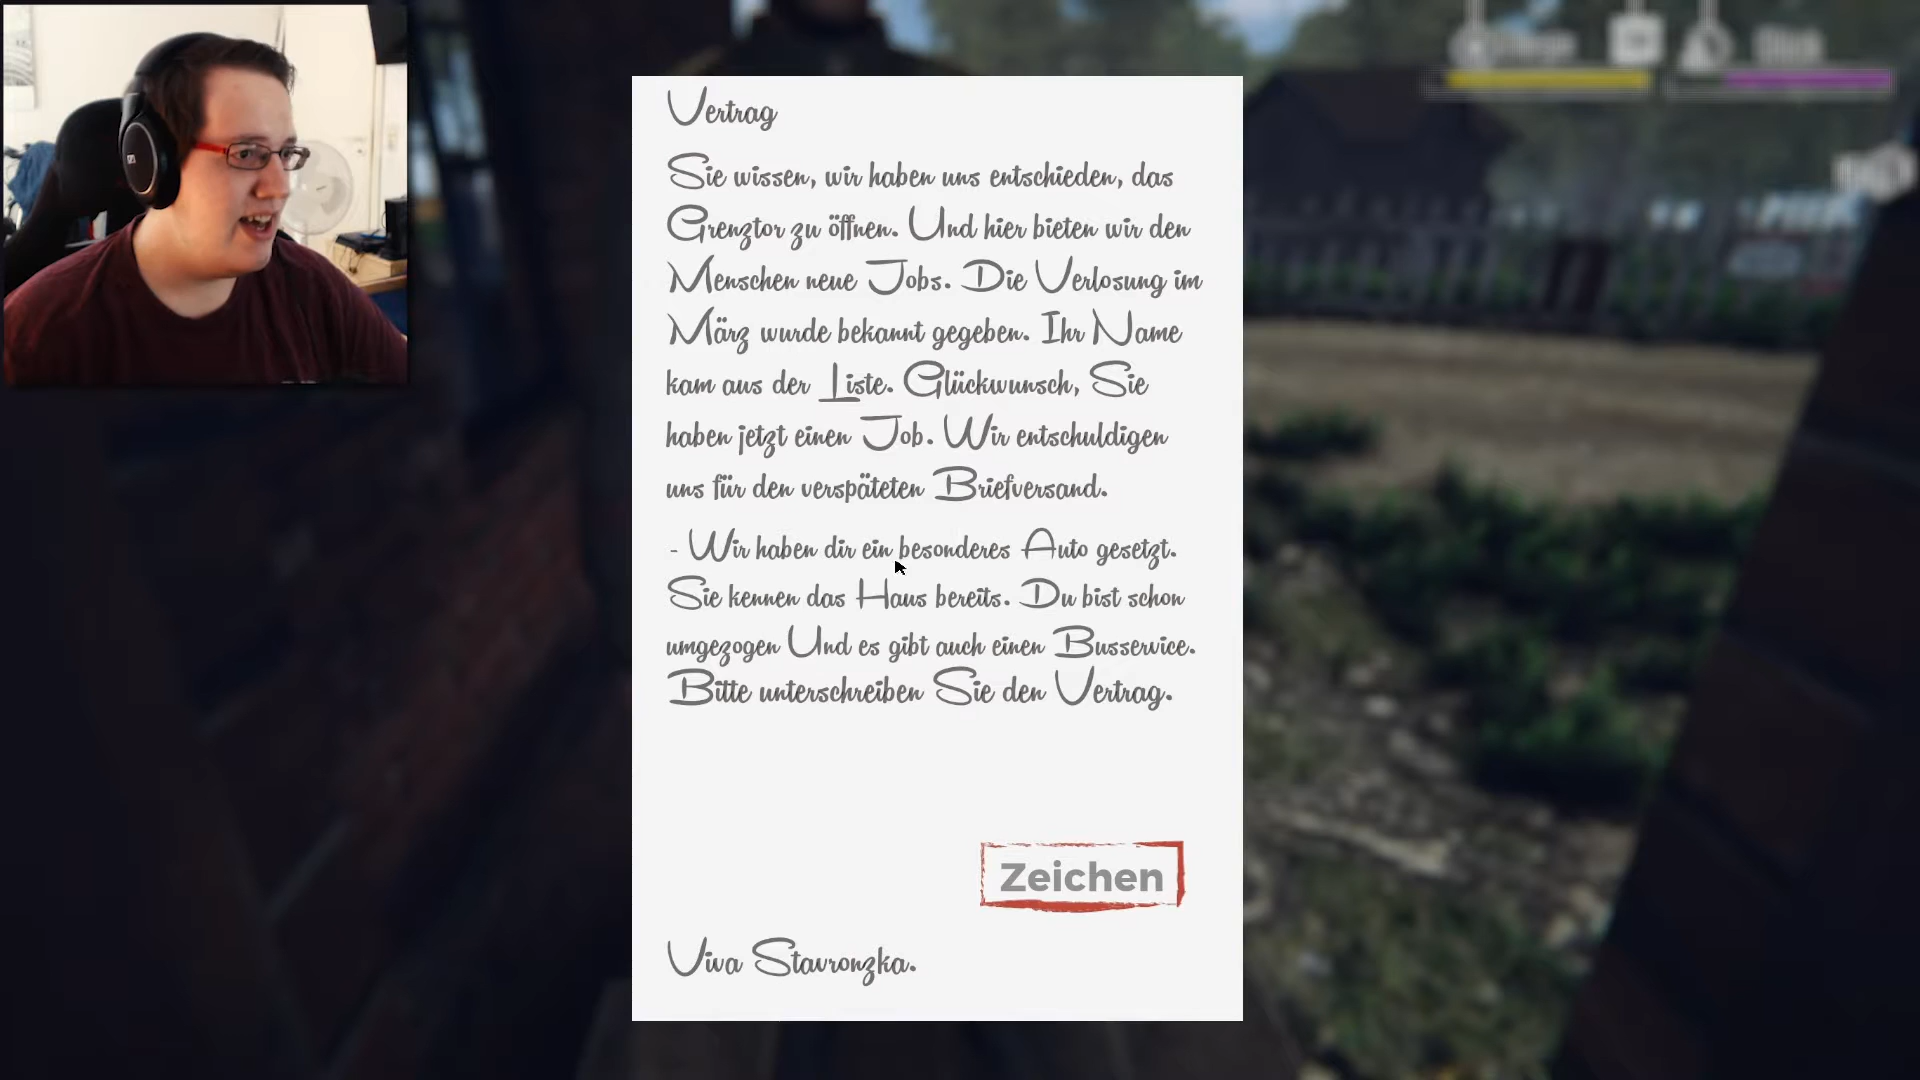 Vertrag
Sie wissen, wir haben uns entschieden, das
Grenztor zu öffnen. Und hier bieten wir den
Menschen neue Jobs. Die Verlosung im
März wurde bekannt gegeben. Ihr Name
kam aus der Liste. Glückwunsch, Sie
haben jetzt einen Job. Wir entschuldigen
uns für den verspäteten Briefversand.
- Wir haben dir ein besonderes Auto gesetzt.
Sie kennen das Haus bereits. Du bist schon
umgezogen Und es gibt auch einen Busservice.
Bitte unterschreiben Sie den Vertrag.
Zeichen
Viva Stavronzka.